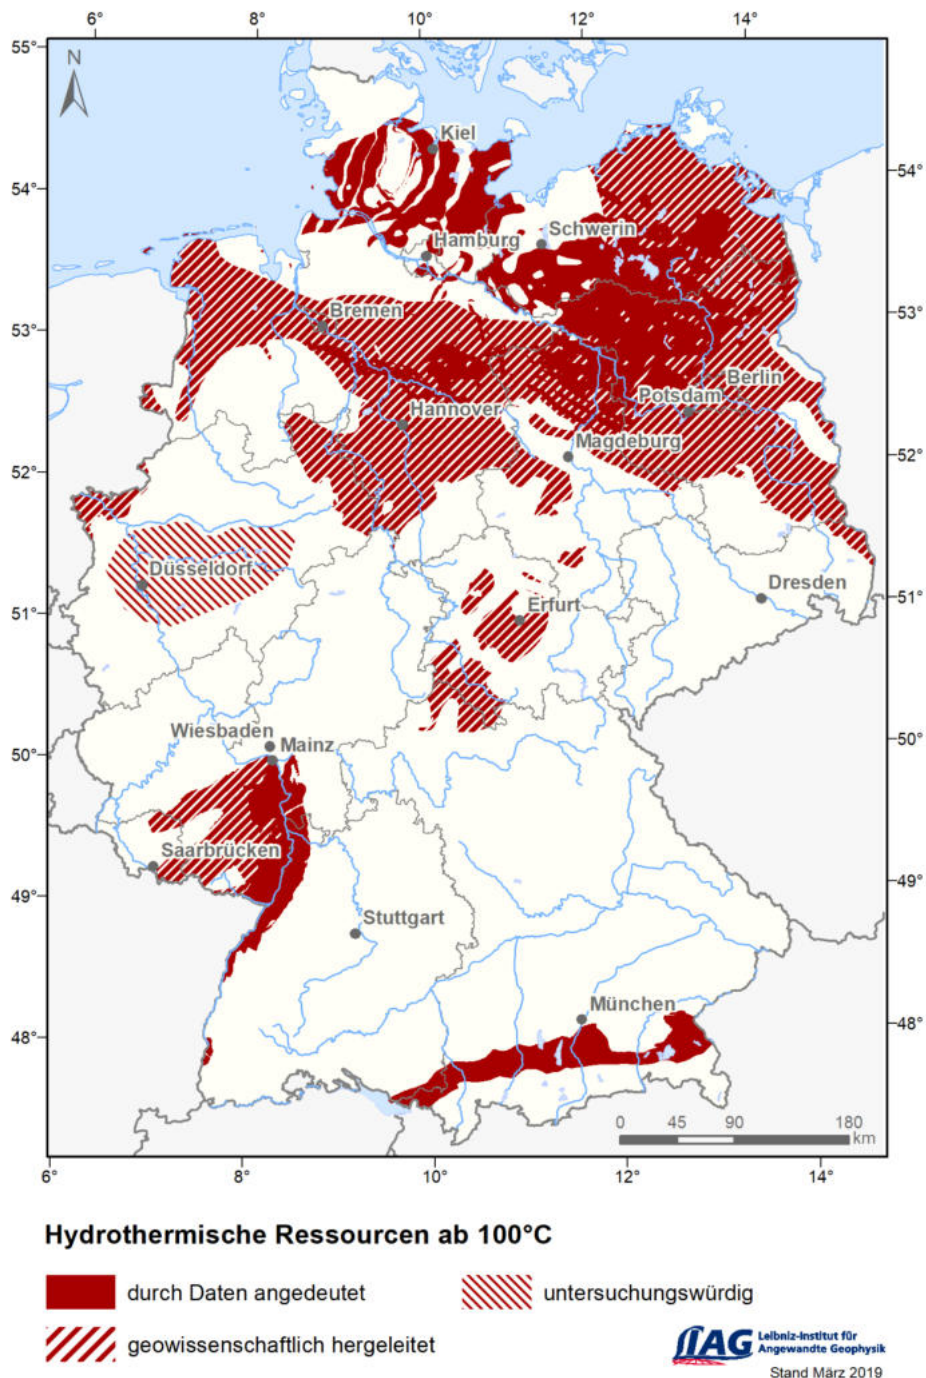 6° 8° 10° 12° 14°
55°
N
Kiel
54° 54°
Schwerin
Hamburg
53° Bremen 53°
Berlin
Potsdam
Hannover
Magdeburg
52° 52°
Düsseldorf
Dresden
51° Erfurt 51°
Wiesbaden
Mainz
50° 50°
Saarbrücken
49° 49°
Stuttgart
München
48° 48°
0 45 90 180
km
6° 8° 10° 12° 14°
Hydrothermische Ressourcen ab 100°C
durch Daten angedeutet untersuchungswürdig
geowissenschaftlich hergeleitet
LIAG Leibniz-Institut für
Angewandte Geophysik
Stand März 2019